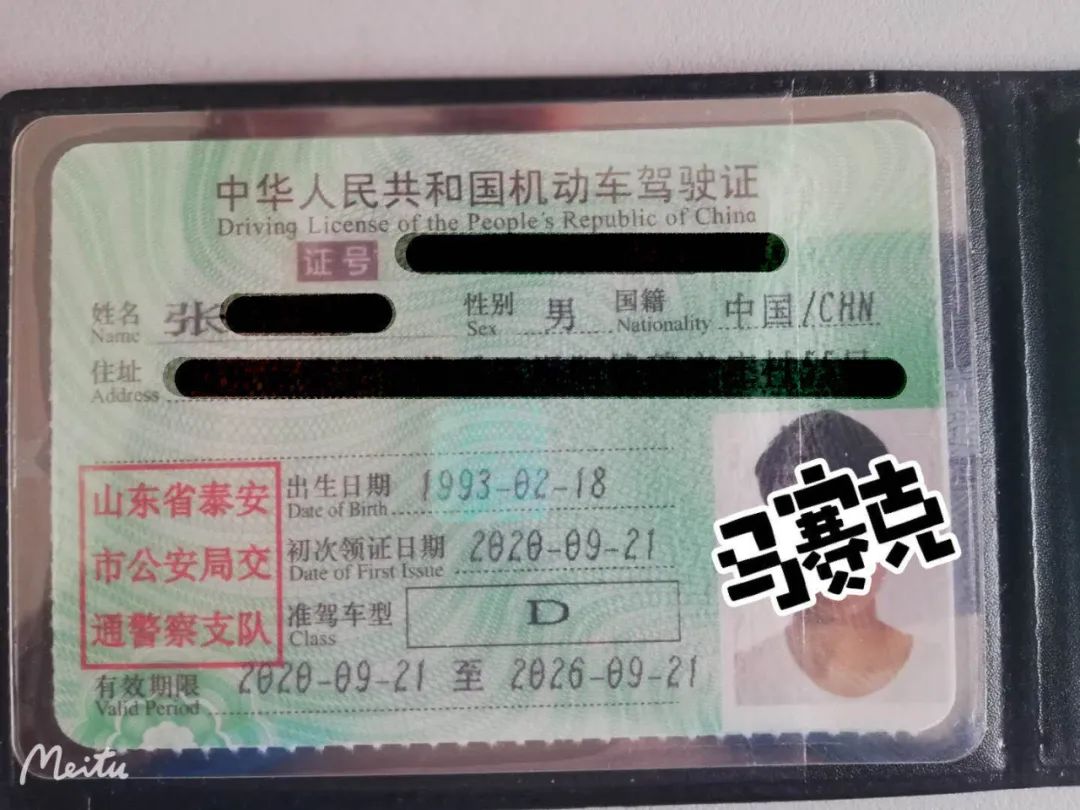 中华人民共和国机动车驾驶证
Driving License of the People's Republic of China
证号
姓名 张 性别 男 国籍 中国/CHN
Name Sex Nationality
住址
Address
山东省泰安
市公安局交
通警察支队
出生日期 1993-02-18
Date of Birth
初次领证日期 2020-09-21
Date of First Issue
准驾车型 D
Class
有效期限 2020-09-21 至 2026-09-21
Valid Period
马赛克
Meitu